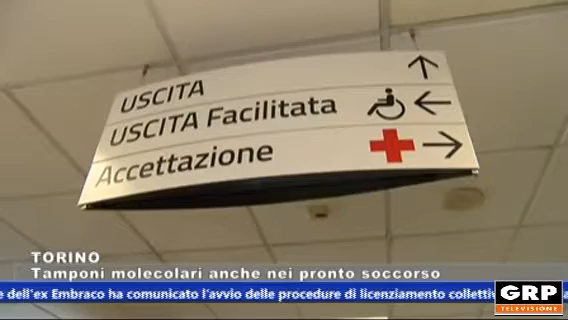 USCITA
USCITA Facilitata
Accettazione
TORINO
Tamponi molecolari anche nei pronto soccorso
e dell'ex Embraco ha comunicato l'avvio delle procedure di licenziamento collettiv
GRP
TELEVISIONE